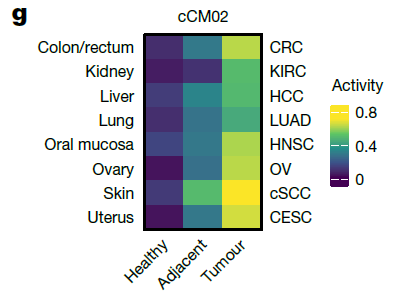 g
cCM02
Colon/rectum CRC
Kidney KIRC
Liver HCC
Lung LUAD
Oral mucosa HNSC
Ovary OV
Skin cSCC
Uterus CESC
Healthy
Adjacent
Tumour
Activity
0.8
0.4
0